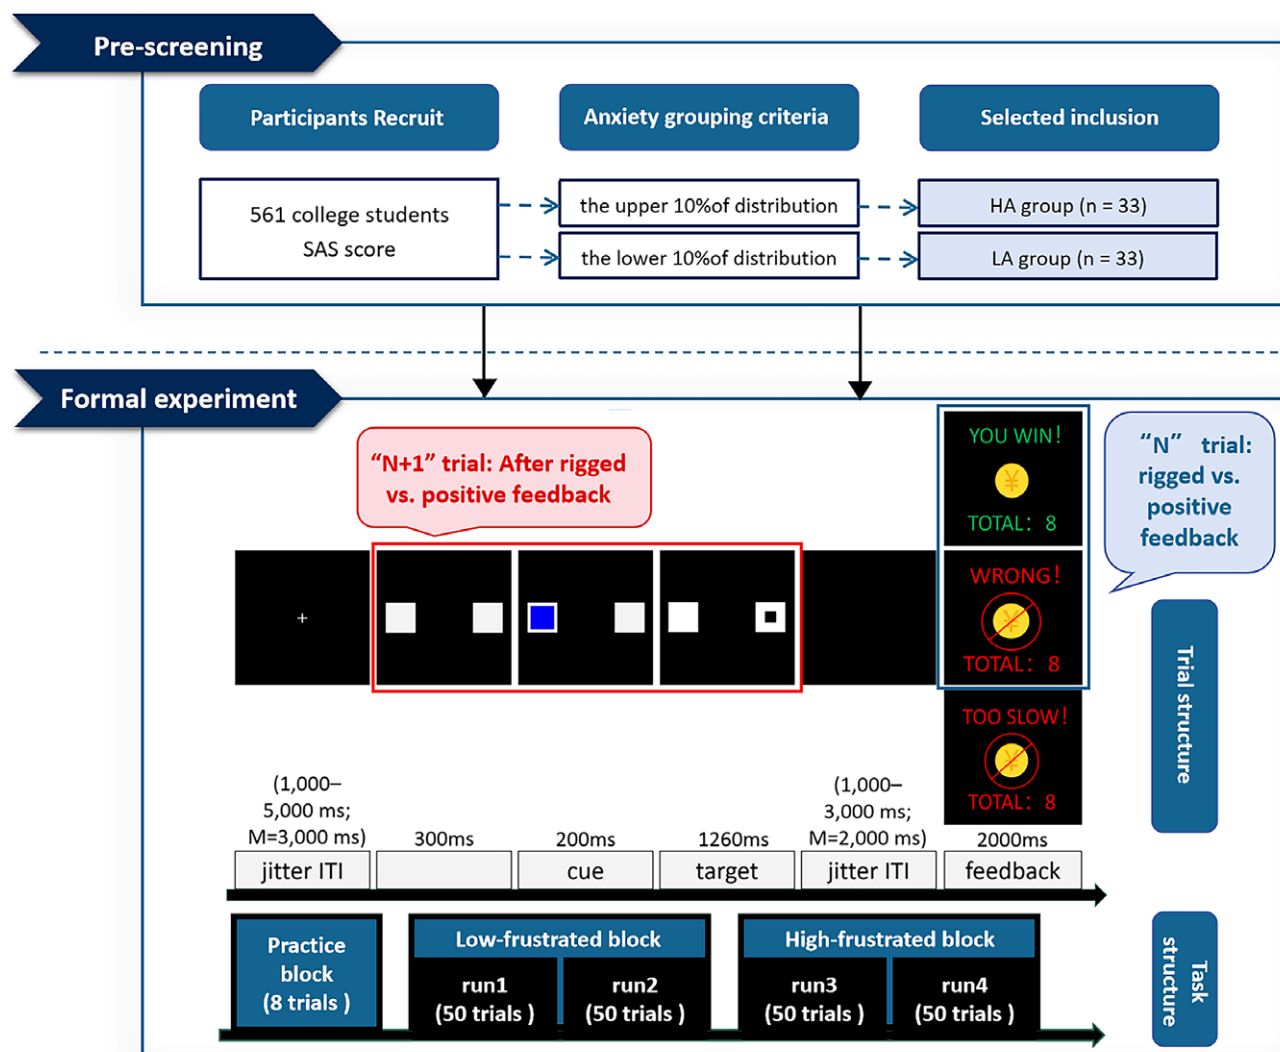 Pre-screening
Participants Recruit
Anxiety grouping criteria
Selected inclusion
561 college students
SAS score
the upper 10%of distribution
HA group (n = 33)
the lower 10%of distribution
LA group (n = 33)
Formal experiment
“N+1” trial: After rigged
vs. positive feedback
YOU WIN!
¥
TOTAL: 8
“N” trial:
rigged vs.
positive
feedback
+
WRONG!
¥
TOTAL: 8
TOO SLOW!
¥
TOTAL: 8
Trial structure
(1,000–
5,000 ms;
M=3,000 ms)
300ms
200ms
1260ms
(1,000–
3,000 ms;
M=2,000 ms)
2000ms
jitter ITI
cue
target
jitter ITI
feedback
Practice
block
(8 trials )
Low-frustrated block
run1
(50 trials )
run2
(50 trials )
High-frustrated block
run3
(50 trials )
run4
(50 trials )
Task
structure